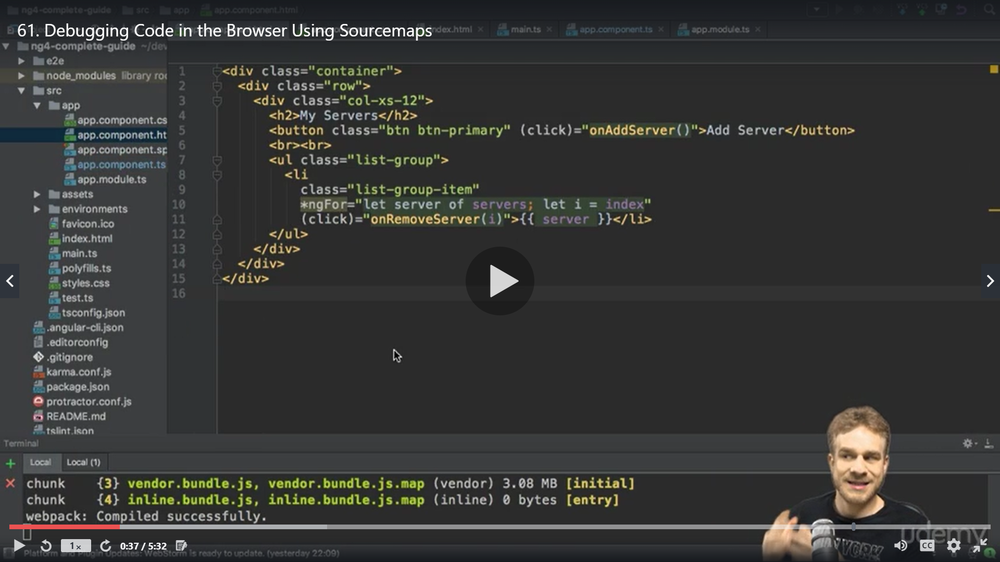 ng4-complete-guide src app app.component.html
61. Debugging Code in the Browser Using Sourcemaps
index.html main.ts app.component.ts app.module.ts
ng4-complete-guide ~/dev
e2e
node_modules library roo
src
app
app.component.cs
app.component.ht
app.component.sp
app.component.ts
app.module.ts
assets
environments
favicon.ico
index.html
main.ts
polyfills.ts
styles.css
test.ts
tsconfig.json
.angular-cli.json
.editorconfig
.gitignore
karma.conf.js
package.json
protractor.conf.js
README.md
tslint.json
1 <div class="container">
2 <div class="row">
3 <div class="col-xs-12">
4 <h2>My Servers</h2>
5 <button class="btn btn-primary" (click)="onAddServer()">Add Server</button>
6 <br><br>
7 <ul class="list-group">
8 <li
9 class="list-group-item"
10 *ngFor="let server of servers; let i = index"
11 (click)="onRemoveServer(i)">{{ server }}</li>
12 </ul>
13 </div>
14 </div>
15 </div>
16
Terminal
Local Local (1)
chunk {3} vendor.bundle.js, vendor.bundle.js.map (vendor) 3.08 MB [initial]
chunk {4} inline.bundle.js, inline.bundle.js.map (inline) 0 bytes [entry]
webpack: Compiled successfully.
udemy
1x 0:37 / 5:32 CC
YORK
Platform and Plugin Updates: WebStorm is ready to update. (yesterday 22:09)